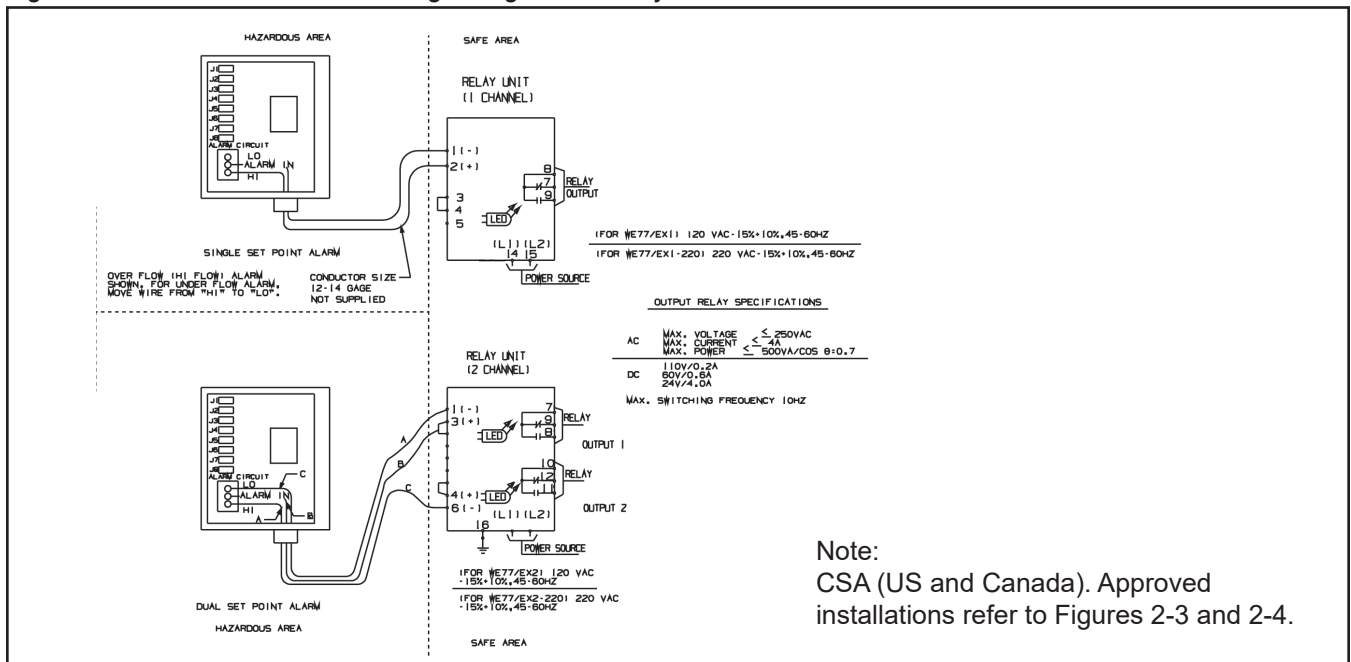 HAZARDOUS AREA
SAFE AREA
J1
J2
J3
J4
J5
J6
J7
J8
ALARM CIRCUIT
LO
ALARM IN
HI
RELAY UNIT
(1 CHANNEL)
1(-)
2(+)
3
4
5
8
7
9
RELAY
OUTPUT
LED
(L1) (L2)
14 15
POWER SOURCE
SINGLE SET POINT ALARM
OVER FLOW (HI FLOW) ALARM
SHOWN, FOR UNDER FLOW ALARM,
MOVE WIRE FROM "HI" TO "LO".
CONDUCTOR SIZE
12-14 GAGE
NOT SUPPLIED
(FOR WE77/EX1) 120 VAC-15%+10%,45-60HZ
(FOR WE77/EX1-220) 220 VAC-15%+10%,45-60HZ
OUTPUT RELAY SPECIFICATIONS
AC
MAX. VOLTAGE ≤ 250VAC
MAX. CURRENT ≤ 4A
MAX. POWER ≤ 500VA/COS θ=0.7
DC
110V/0.2A
60V/0.6A
24V/4.0A
MAX. SWITCHING FREQUENCY 10HZ
RELAY UNIT
(2 CHANNEL)
J1
J2
J3
J4
J5
J6
J7
J8
ALARM CIRCUIT
LO
ALARM IN
HI
A
B
C
A
B
C
1(-)
3(+)
4(+)
6(-)
7
9
8
RELAY
OUTPUT 1
LED
10
12
11
RELAY
OUTPUT 2
LED
(L1) (L2)
16
POWER SOURCE
(FOR WE77/EX2) 120 VAC
-15%+10%,45-60HZ
(FOR WE77/EX2-220) 220 VAC
-15%+10%,45-60HZ
DUAL SET POINT ALARM
HAZARDOUS AREA
SAFE AREA
Note:
CSA (US and Canada). Approved
installations refer to Figures 2-3 and 2-4.